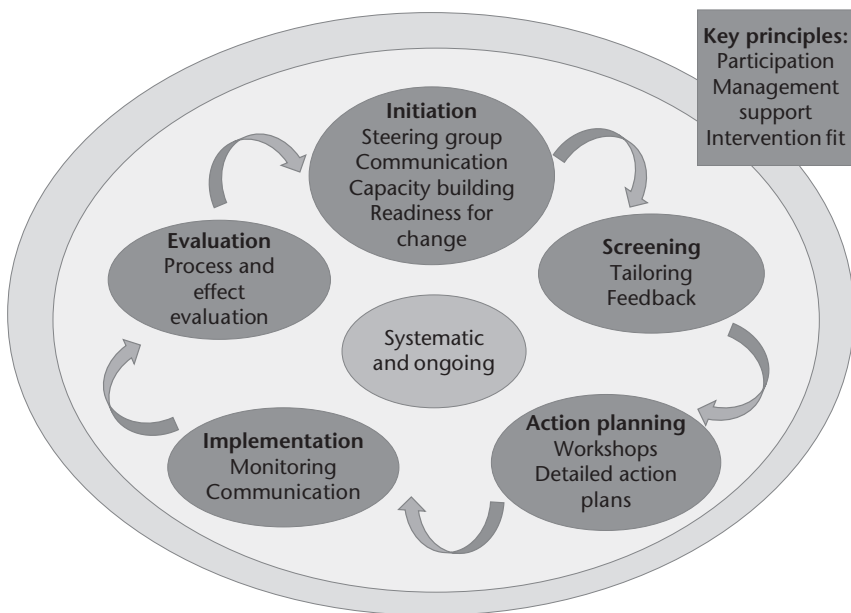 Key principles:
Participation
Management
support
Intervention fit
Initiation
Steering group
Communication
Capacity building
Readiness for
change
Screening
Tailoring
Feedback
Action planning
Workshops
Detailed action
plans
Implementation
Monitoring
Communication
Evaluation
Process and
effect
evaluation
Systematic
and ongoing